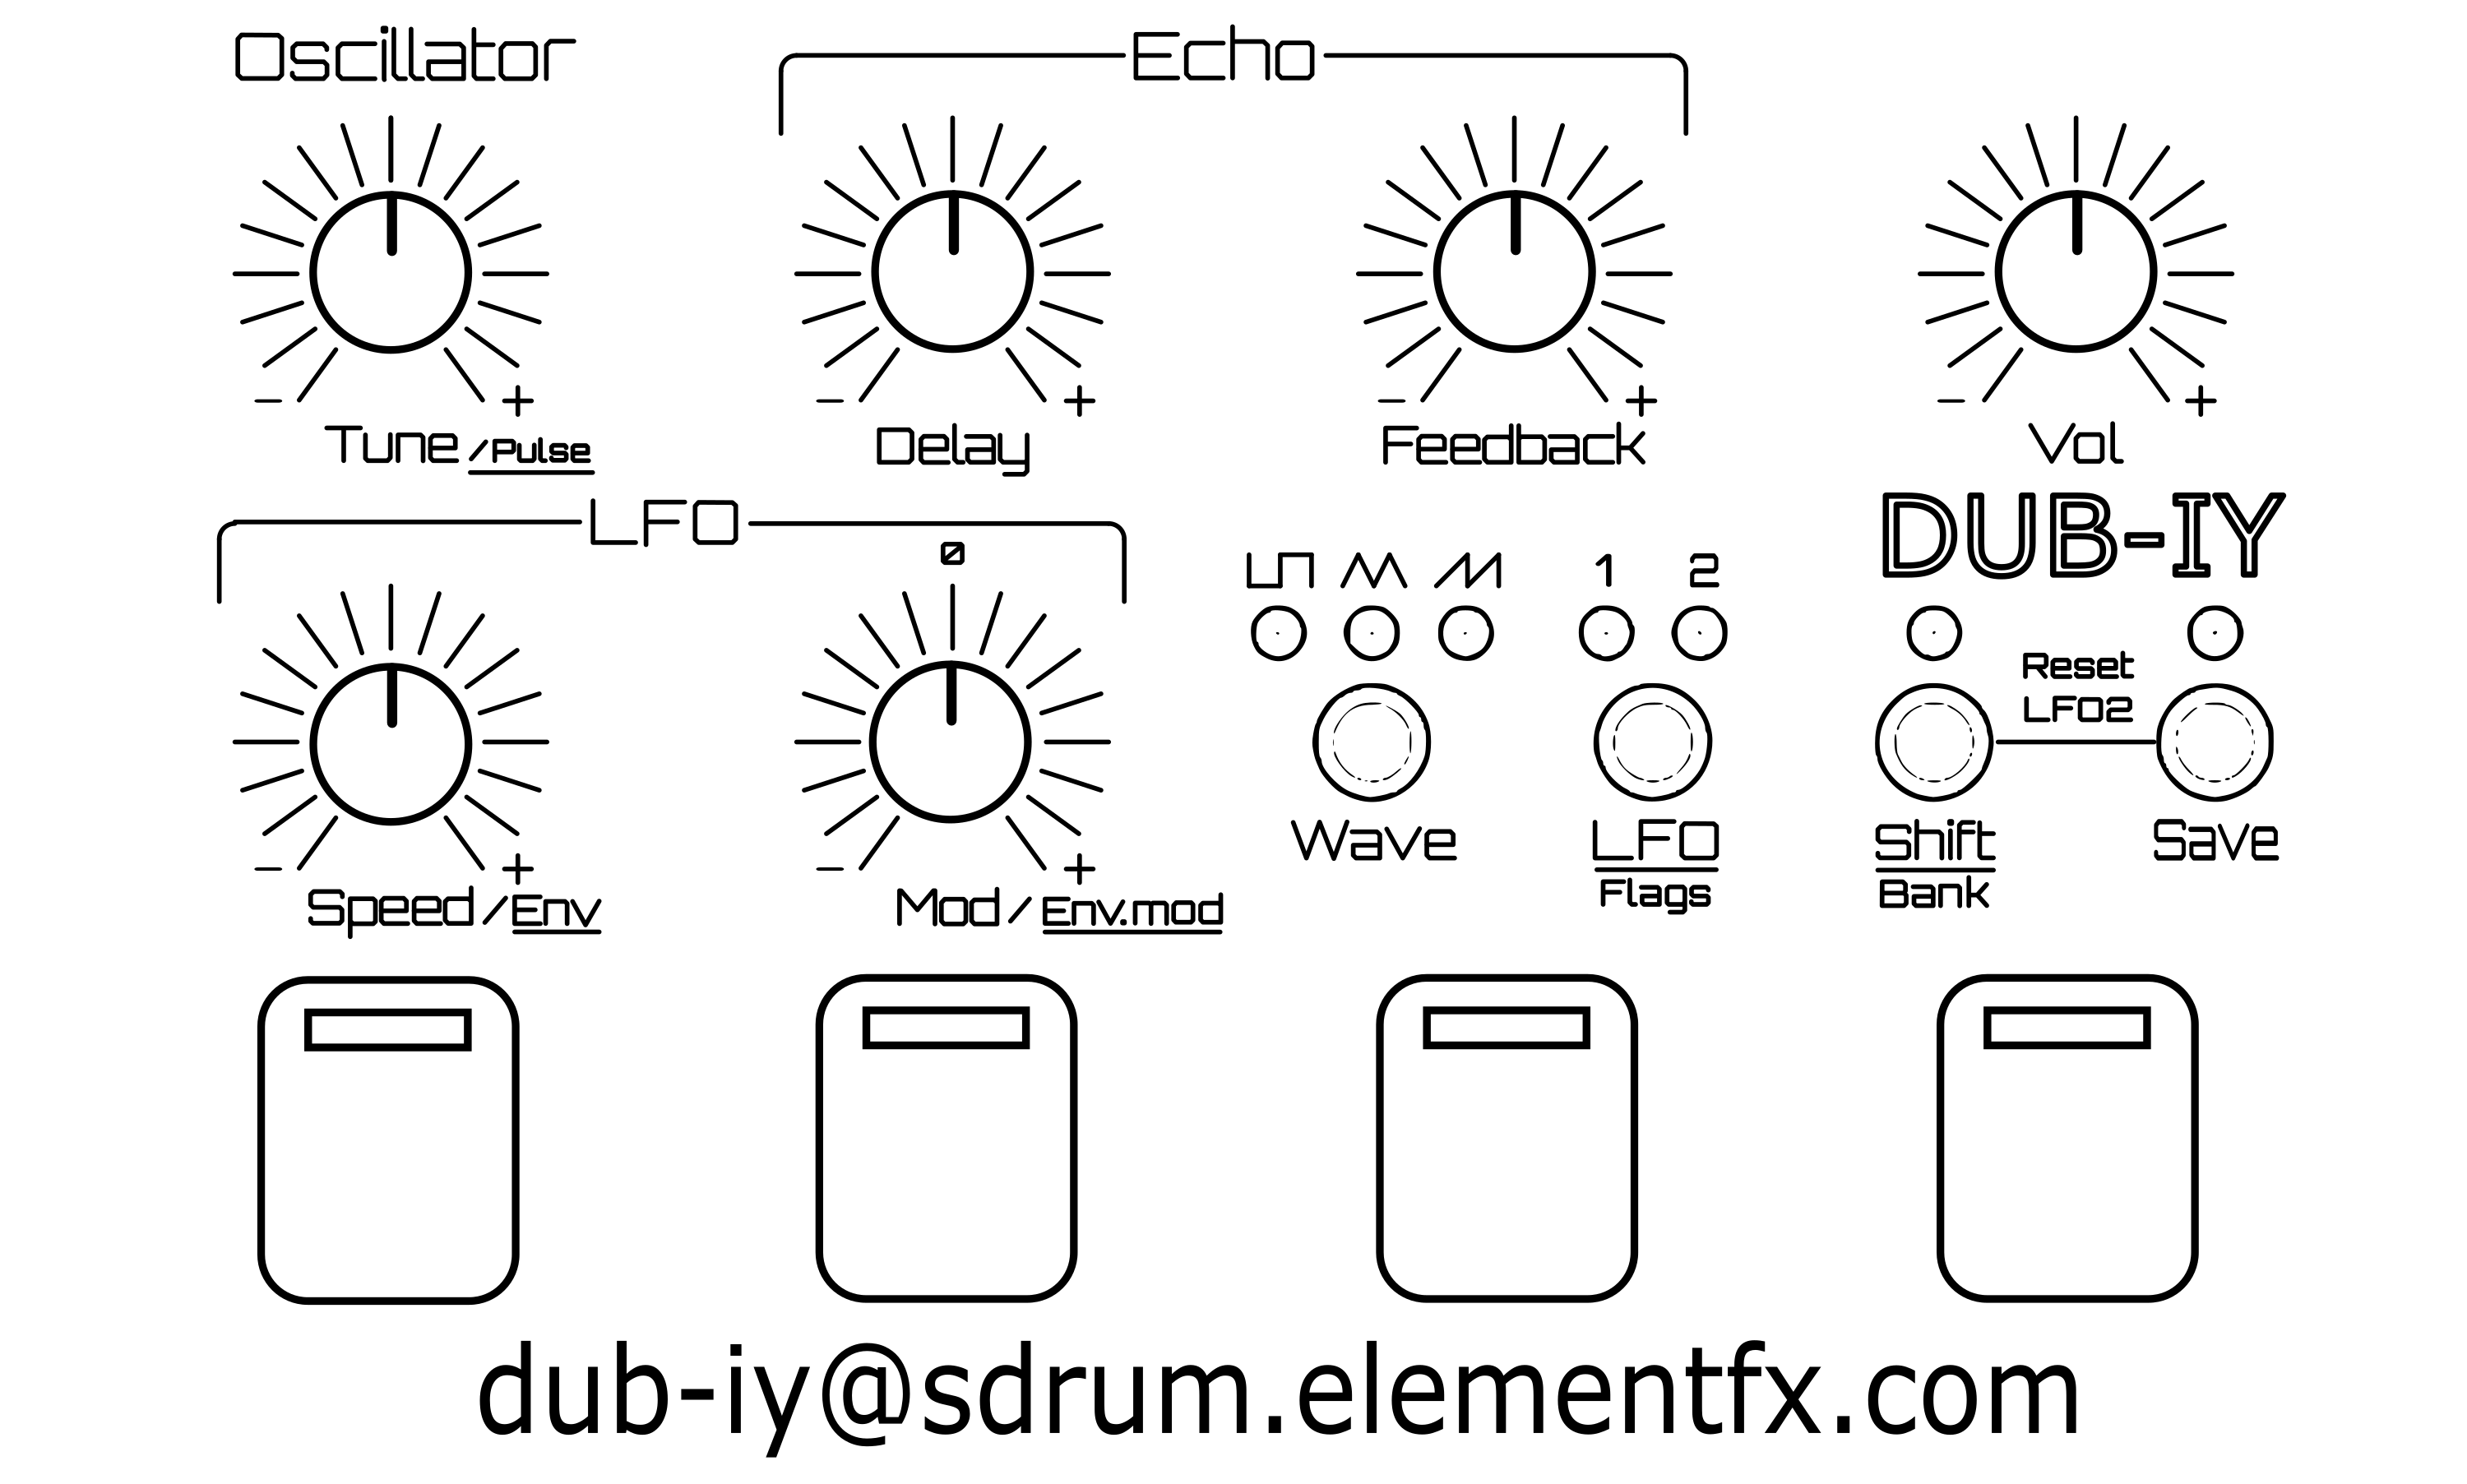 Oscillator
Echo
- +
- +
- +
- +
Tune/Pulse
Delay
Feedback
Vol
LFO
0
1
2
DUB-IY
Reset
LFO2
- +
- +
Wave
LFO
Flags
Shift
Bank
Save
Speed/Env
Mod/Env.mod
dub-iy@sdrum.elementfx.com